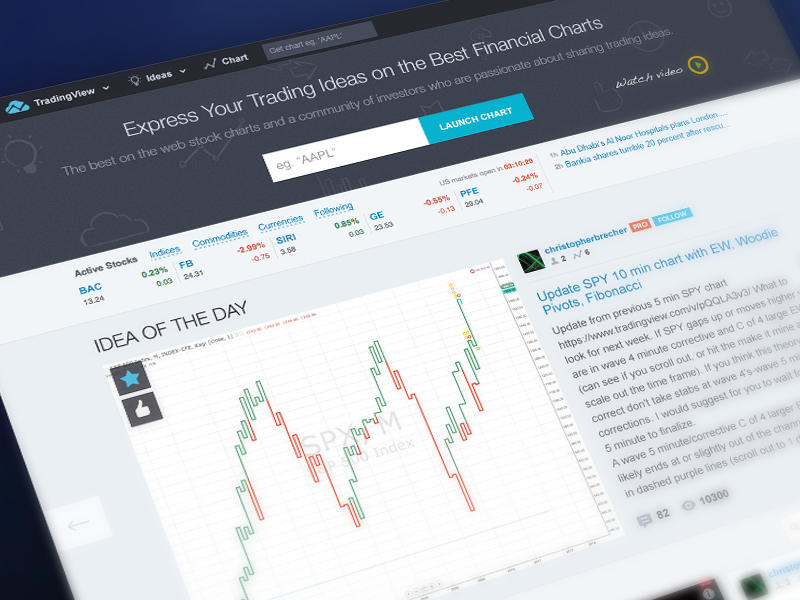 TradingView
Ideas
Chart
Get chart eg. "AAPL"
Express Your Trading Ideas on the Best Financial Charts
The best on the web stock charts and a community of investors who are passionate about sharing trading ideas.
Watch video
eg. "AAPL"
LAUNCH CHART
US markets open in 03:10:29
1h Abu Dhabi's Al Noor Hospitals plans London ...
2h Bankia shares tumble 20 percent after rescu...
Active Stocks
Indices
Commodities
Currencies
Following
BAC
0.23%
13.24
0.03
FB
-2.99%
24.31
-0.75
SIRI
0.85%
3.58
0.03
GE
-0.55%
23.53
-0.13
PFE
-0.24%
29.04
-0.07
IDEA OF THE DAY
SPX, M
S&P 500 Index
christopherbrecher
PRO
FOLLOW
2
6
Update SPY 10 min chart with EW, Woodie
Pivots, Fibonacci
Update from previous 5 min SPY chart
https://www.tradingview.com/v/pQQLA3v3/ What to
look for next week. If SPY gaps up or moves higher
are in wave 4 minute corrective and C of 4 large
(can see if you scroll out, or hit the make it mine a
scale out the time frame). If you think this theory
correct don't take stabs at wave 4's-wave 5 min
corrections. I would suggest for you to wait for
5 minute to finalize.
A wave 5 minute/corrective of C of 4 larger
likely ends at or slightly out of the chann
in dashed purple lines (scroll out to 1
82
10300